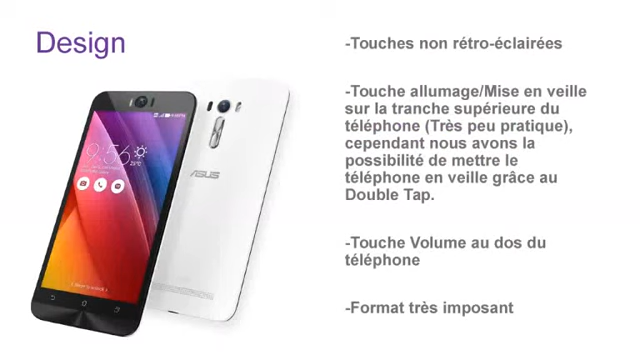 Design
-Touches non rétro-éclairées
-Touche allumage/Mise en veille
sur la tranche supérieure du
téléphone (Très peu pratique),
cependant nous avons la
possibilité de mettre le
téléphone en veille grâce au
Double Tap.
-Touche Volume au dos du
téléphone
-Format très imposant
9:56
ASUS